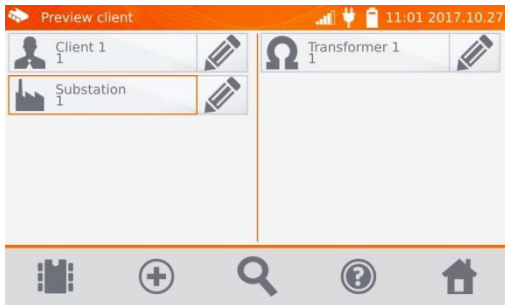 Preview client
11:01 2017.10.27
Client 1
1
Substation
1
Transformer 1
1